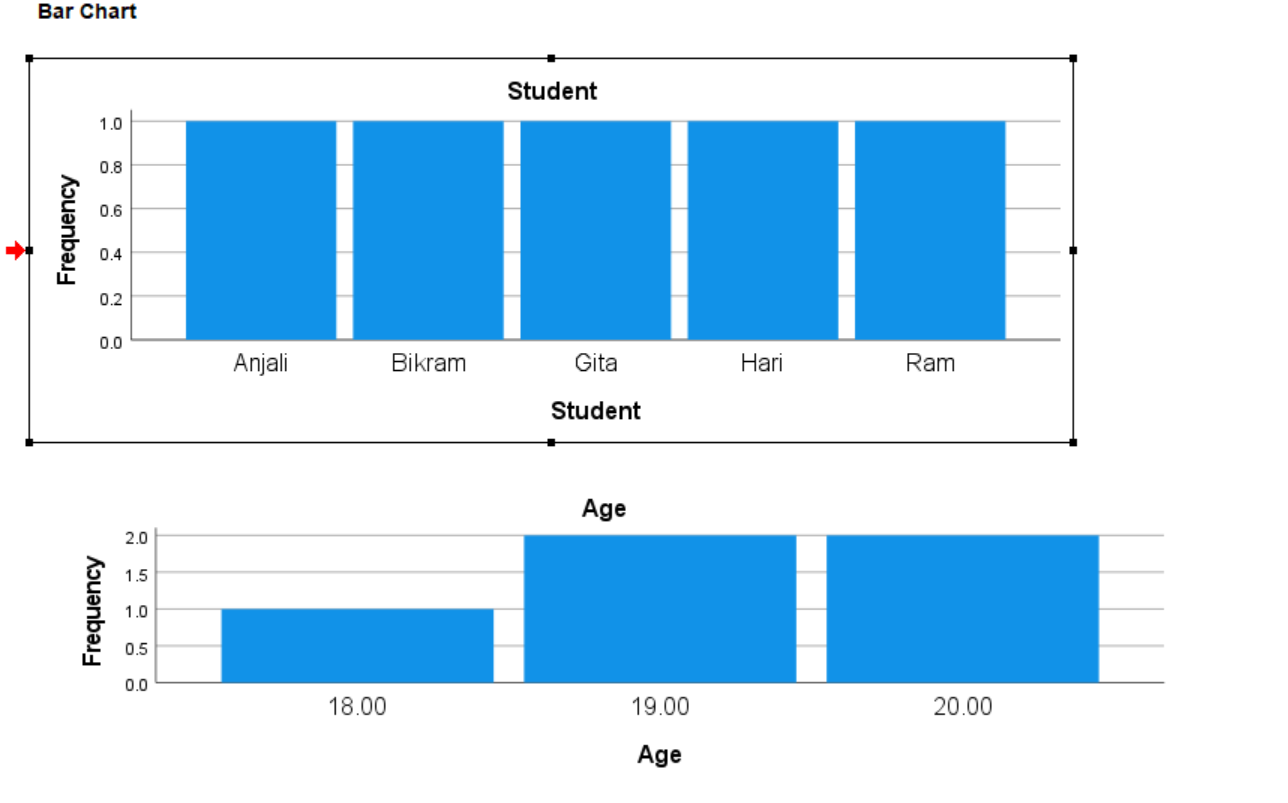 Bar Chart
Student
1.0
0.8
0.6
0.4
0.2
0.0
Frequency
Anjali Bikram Gita Hari Ram
Student
Age
2.0
1.5
1.0
0.5
0.0
Frequency
18.00 19.00 20.00
Age